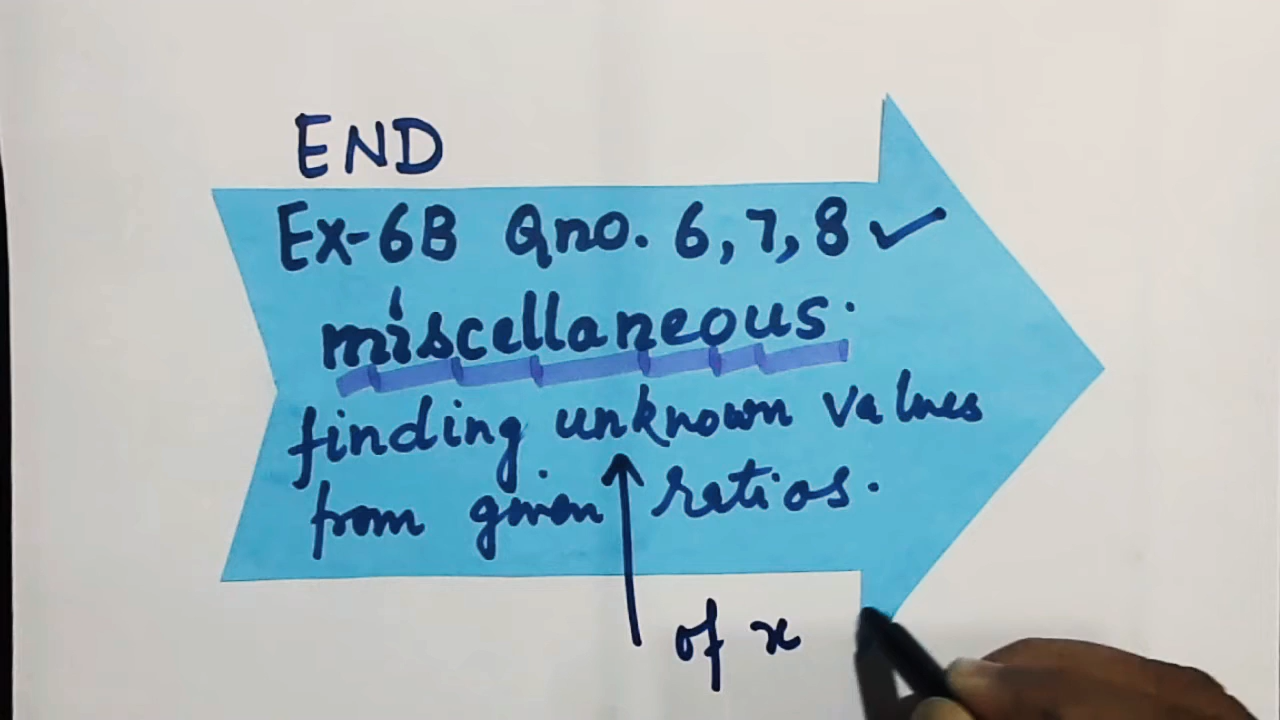 END
Ex-6B Qno. 6,7,8 ✓
miscellaneous.
finding unknown values
from given ratios.
of x